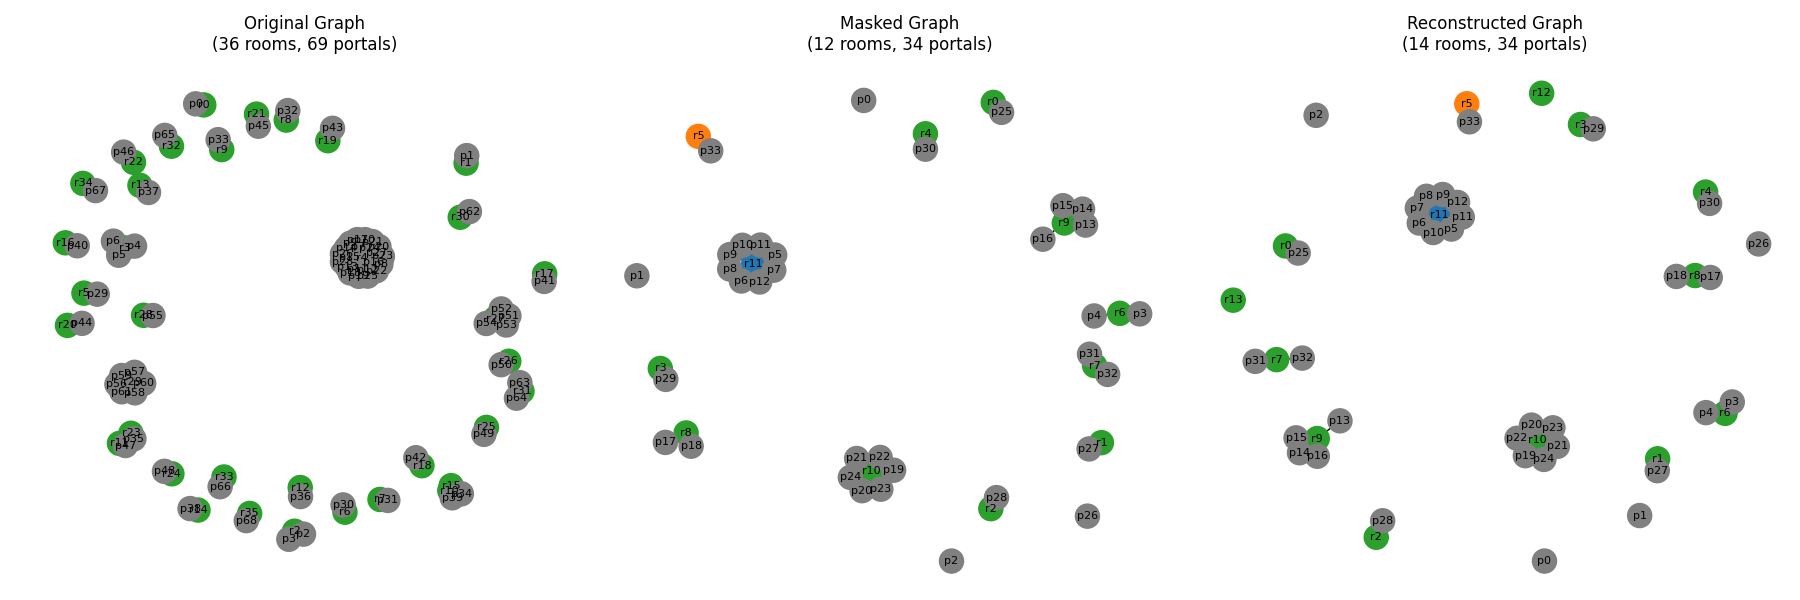 Original Graph
(36 rooms, 69 portals)
p0 r0
r21
p45
p32
r8
p43
r19
p65
r32
p33
r9
p46
r22
r34
p67
r13
p37
p1
r1
r30
p62
r16
p40
p6
r3
p4
p5
r17
p41
r5
p29
p44
r28
p55
p52
p51
p54
p53
p50
r26
p63
r31
p64
p57
p56
p60
p58
r23
p35
p47
r25
p49
p42
r18
p48
r24
r33
p66
r12
p36
r15
p34
p39
p38
r14
r35
p68
p30
r6
r7
p31
r2
p3
p2
Masked Graph
(12 rooms, 34 portals)
p0
r0
p25
r5
p33
r4
p30
p15
p14
r9
p13
p16
p10
p11
p9
p5
r11
p8
p7
p6
p12
p1
p4
r6
p3
p31
r7
p32
r3
p29
r8
p17
p18
r1
p27
p21
p22
p24
r10
p19
p20
p23
p28
r2
p26
p2
Reconstructed Graph
(14 rooms, 34 portals)
r12
r5
p33
p2
r3
p29
p8
p9
p7
p12
r11
p11
p6
p10
p5
r4
p30
r0
p25
p26
p18
r8
p17
r13
p31
r7
p32
p3
p4
r6
p13
p15
r9
p14
p16
p20
p23
p22
r10
p21
p19
p24
r1
p27
p28
r2
p1
p0